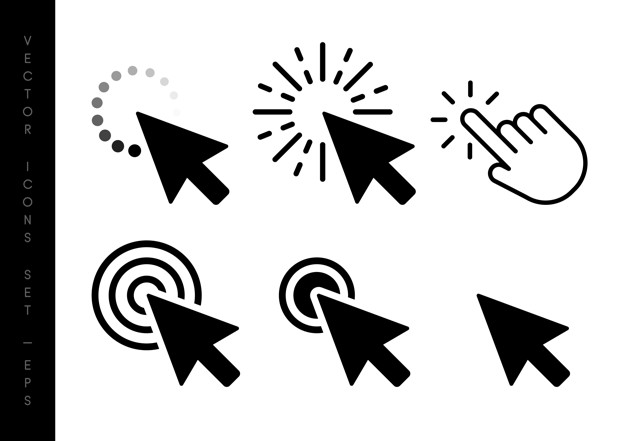 VECTOR ICONS SET — EPS